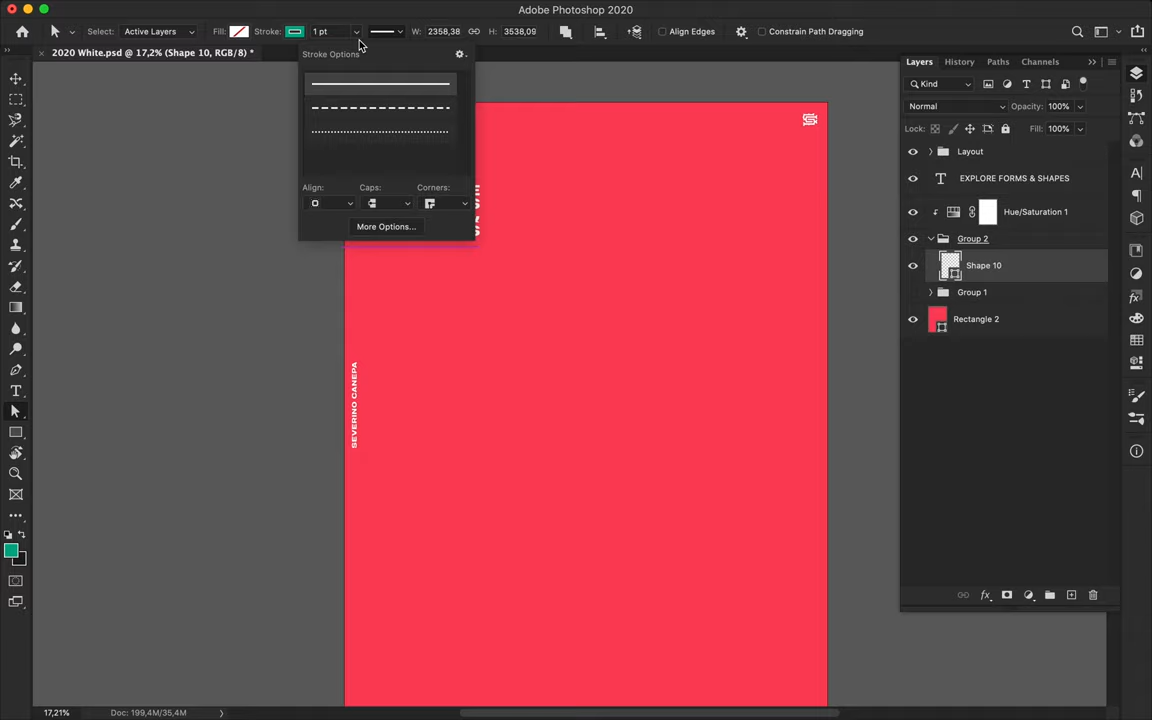 Adobe Photoshop 2020
Select: Active Layers Fill: Stroke: 1 pt W: 2358,38 H: 3538,09 Align Edges Constrain Path Dragging
2020 White.psd @ 17,2% (Shape 10, RGB/8) *
Stroke Options
Align: Caps: Corners:
More Options...
SEVERINO CANEPA
Layers History Paths Channels
Kind
Normal Opacity: 100%
Lock: Fill: 100%
Layout
EXPLORE FORMS & SHAPES
Hue/Saturation 1
Group 2
Shape 10
Group 1
Rectangle 2
17,21% Doc: 199,4M/35,4M